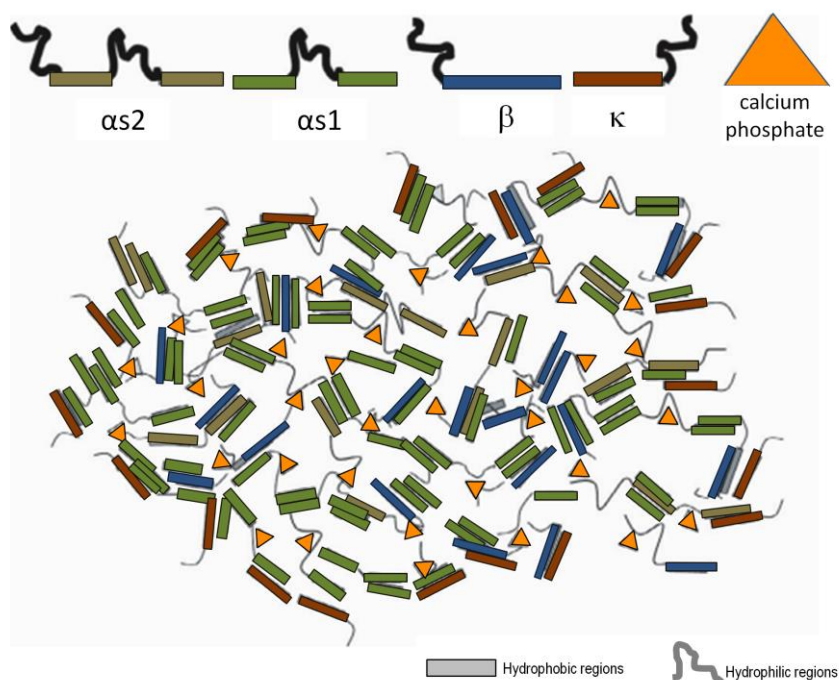 αs2
αs1
β
κ
calcium
phosphate
Hydrophobic regions
Hydrophilic regions